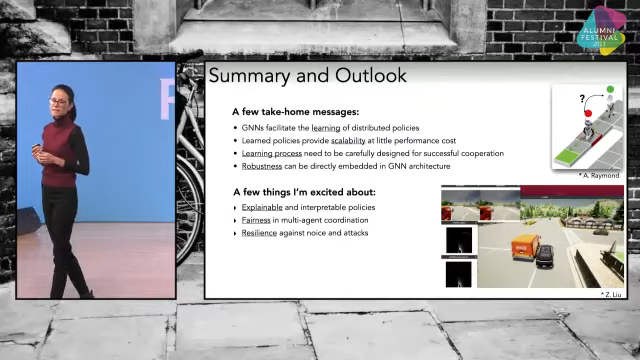 ALUMNI
FESTIVAL
2021
Summary and Outlook
A few take-home messages:
• GNNs facilitate the learning of distributed policies
• Learned policies provide scalability at little performance cost
• Learning process need to be carefully designed for successful cooperation
• Robustness can be directly embedded in GNN architecture
?
* A. Raymond
A few things I'm excited about:
Explainable and interpretable policies
Fairness in multi-agent coordination
Resilience against noice and attacks
* Z. Liu